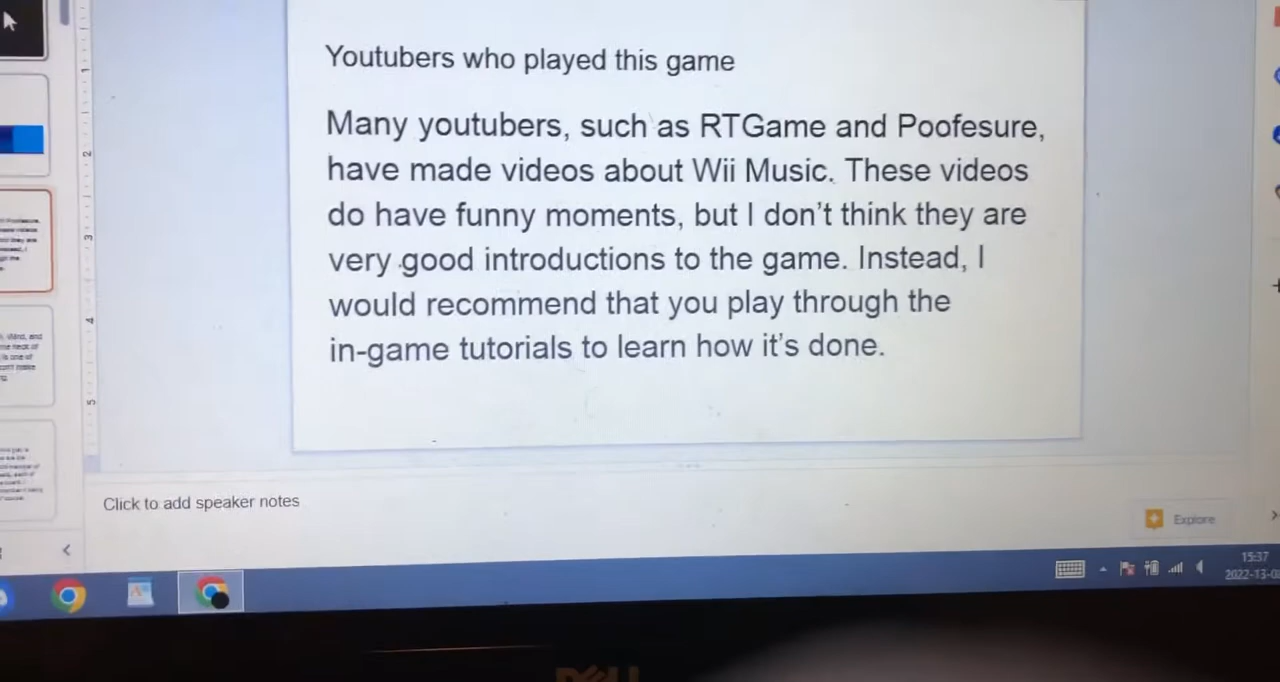 Youtubers who played this game
Many youtubers, such as RTGame and Poofesure,
have made videos about Wii Music. These videos
do have funny moments, but I don't think they are
very good introductions to the game. Instead, I
would recommend that you play through the
in-game tutorials to learn how it's done.
Click to add speaker notes
Explore
15:37